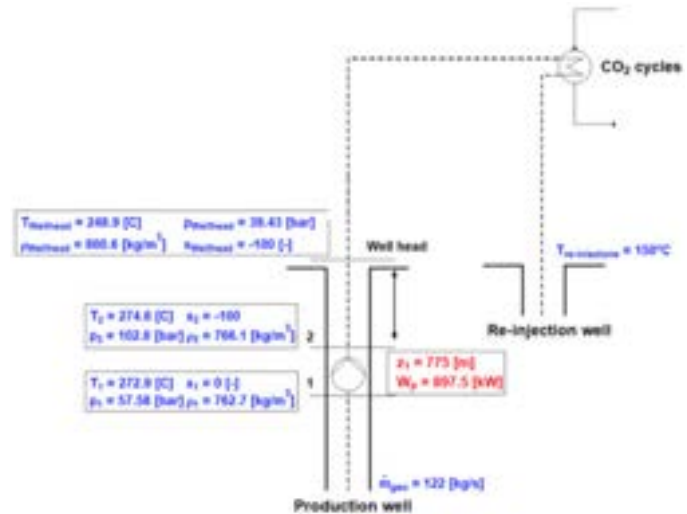 CO₂ cycles
T_Wellhead = 248.9 [C] p_Wellhead = 39.43 [bar]
ρ_Wellhead = 800.6 [kg/m³] x_Wellhead = -100 [-]
Well head
T_re-injection = 150°C
T₂ = 274.6 [C] x₂ = -100
p₂ = 102.8 [bar] ρ₂ = 766.1 [kg/m³]
2
Re-injection well
z₁ = 775 [m]
W_p = 897.5 [kW]
T₁ = 272.9 [C] x₁ = 0 [-]
p₁ = 57.58 [bar] ρ₁ = 762.7 [kg/m³]
1
ṁ_geo = 122 [kg/s]
Production well